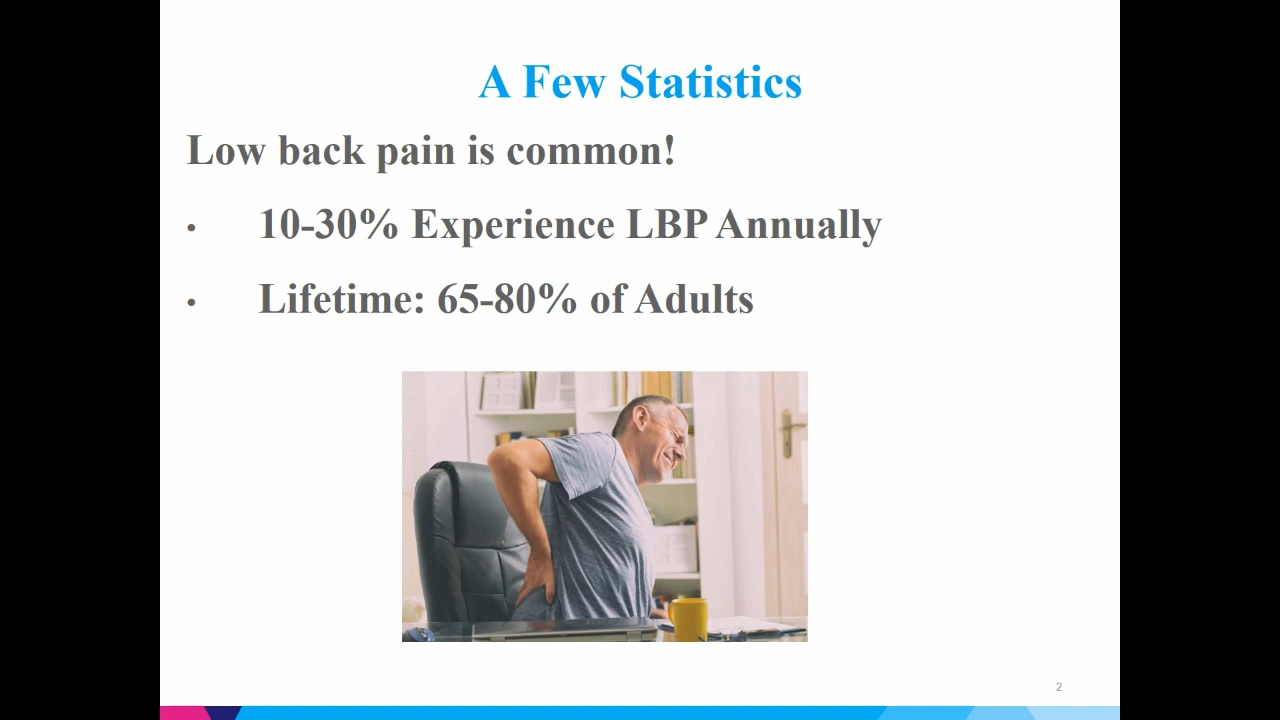 A Few Statistics
Low back pain is common!
• 10-30% Experience LBP Annually
• Lifetime: 65-80% of Adults
2